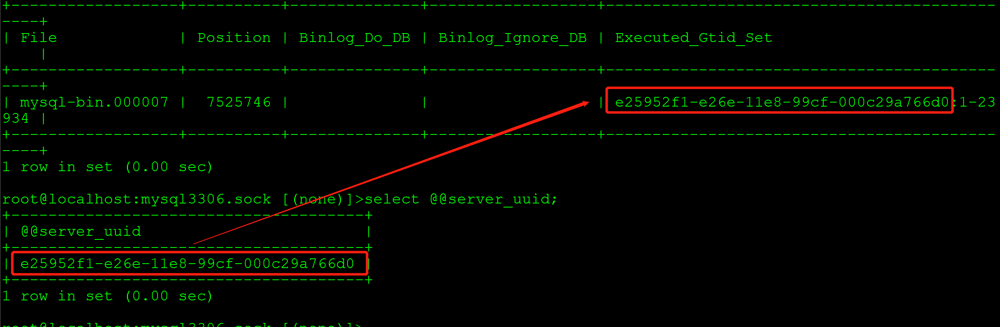 +------------------+----------+--------------+------------------+------------------------------------------
----+
| File             | Position | Binlog_Do_DB | Binlog_Ignore_DB | Executed_Gtid_Set
    |
+------------------+----------+--------------+------------------+------------------------------------------
----+
| mysql-bin.000007 |  7525746 |              |                  | e25952f1-e26e-11e8-99cf-000c29a766d0:1-23
934 |
+------------------+----------+--------------+------------------+------------------------------------------
----+
1 row in set (0.00 sec)
root@localhost:mysql3306.sock [(none)]>select @@server_uuid;
+--------------------------------------+
| @@server_uuid                        |
+--------------------------------------+
| e25952f1-e26e-11e8-99cf-000c29a766d0 |
+--------------------------------------+
1 row in set (0.00 sec)
root@localhost:mysql3306.sock [(none)]>